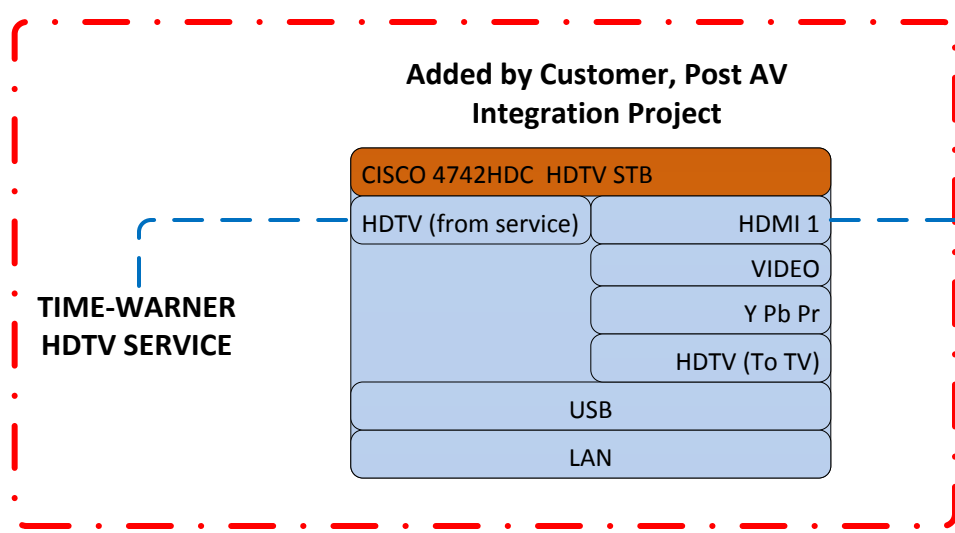 Added by Customer, Post AV
Integration Project
CISCO 4742HDC  HDTV STB
HDTV (from service)
HDMI 1
VIDEO
Y Pb Pr
HDTV (To TV)
USB
LAN
TIME-WARNER
HDTV SERVICE